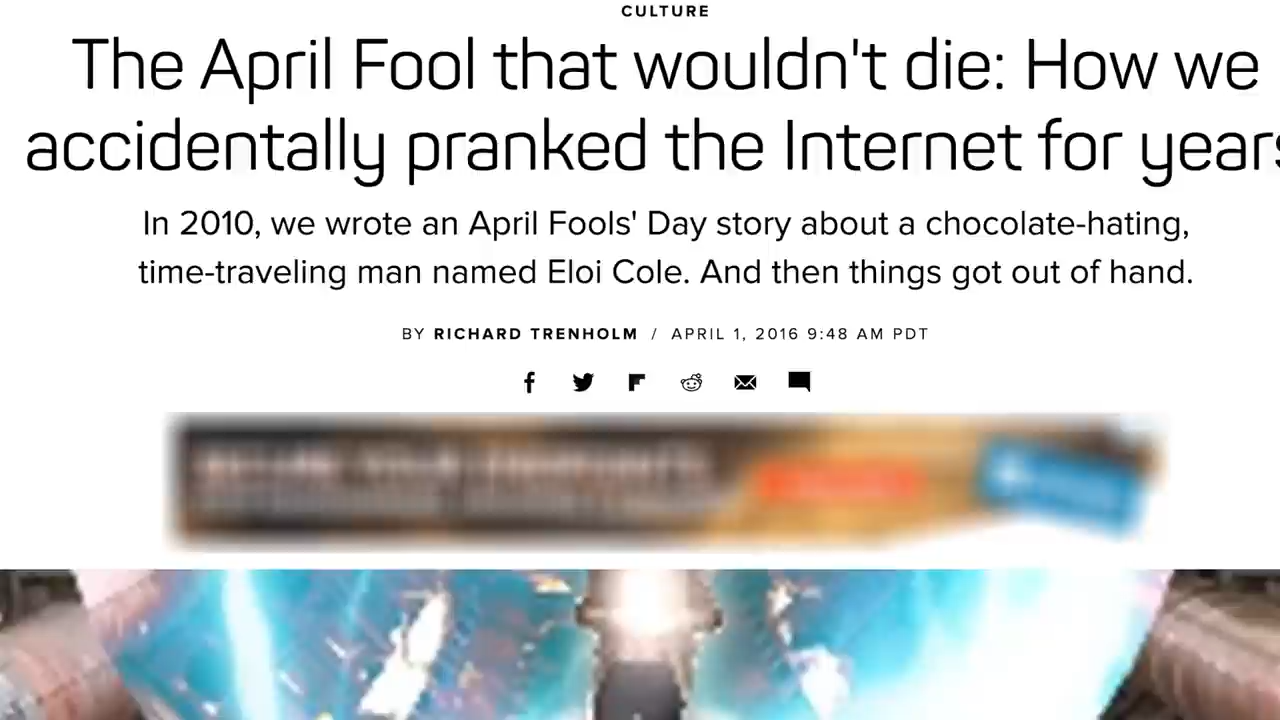 CULTURE
The April Fool that wouldn't die: How we
accidentally pranked the Internet for years
In 2010, we wrote an April Fools' Day story about a chocolate-hating,
time-traveling man named Eloi Cole. And then things got out of hand.
BY RICHARD TRENHOLM / APRIL 1, 2016 9:48 AM PDT